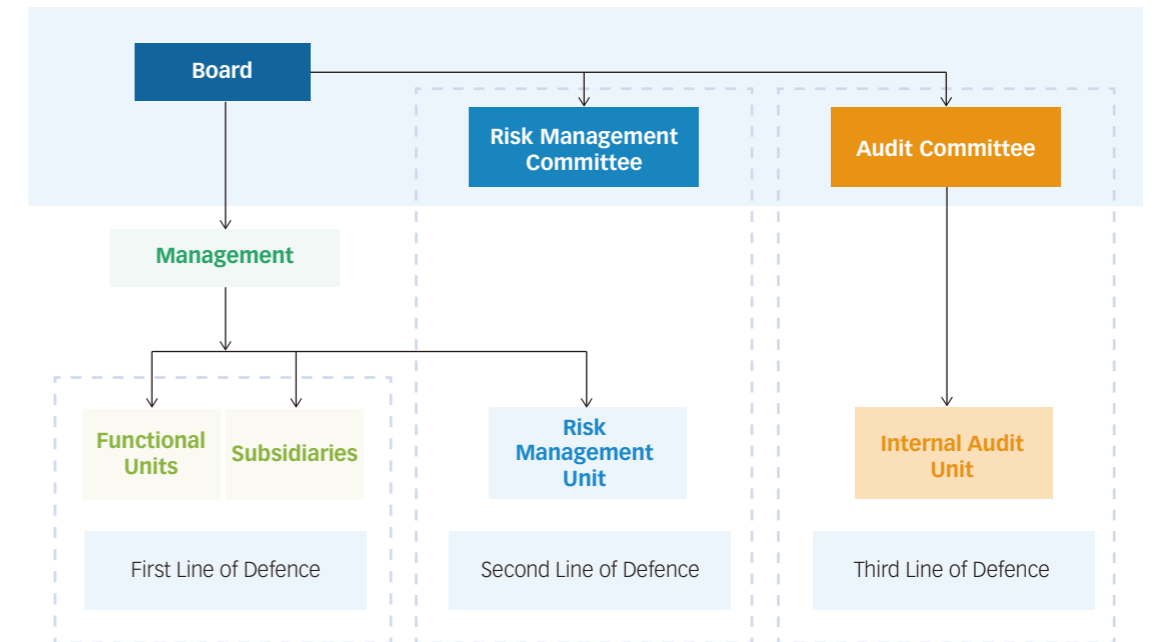 Board
Risk Management
Committee
Audit Committee
Management
Functional
Units
Subsidiaries
Risk
Management
Unit
Internal Audit
Unit
First Line of Defence
Second Line of Defence
Third Line of Defence